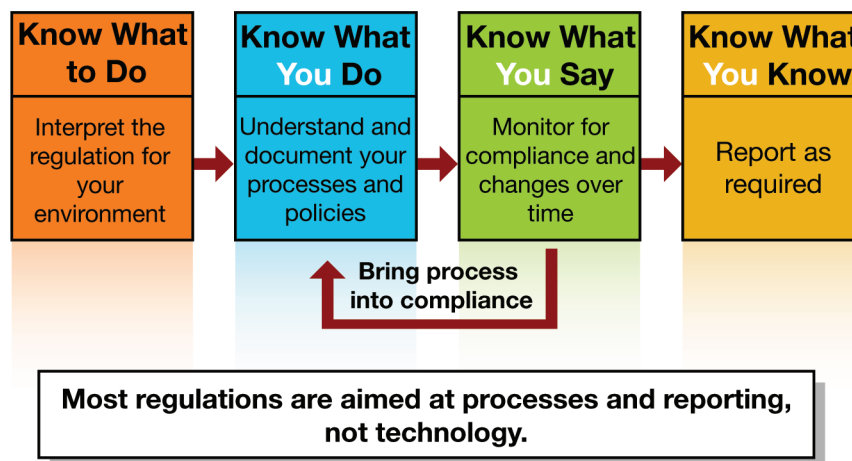 Know What
to Do
Interpret the
regulation for
your
environment
Know What
You Do
Understand and
document your
processes and
policies
Know What
You Say
Monitor for
compliance and
changes over
time
Know What
You Know
Report as
required
Bring process
into compliance
Most regulations are aimed at processes and reporting,
not technology.